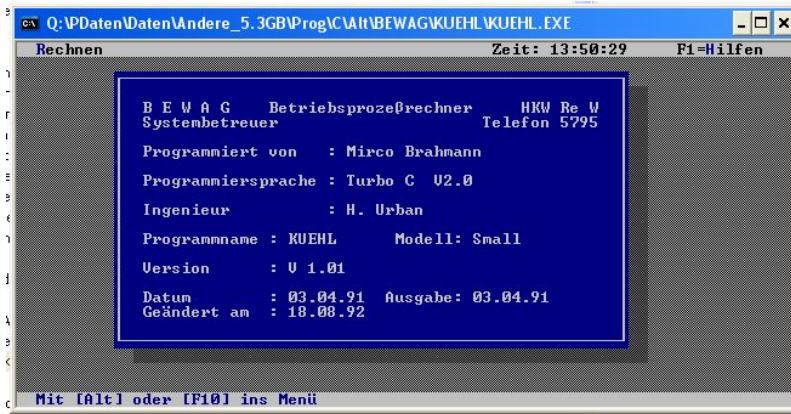 Q:\PDaten\Daten\Andere_5.3GB\Prog\C\Alt\BEWAG\KUEHL\KUEHL.EXE
Rechnen Zeit: 13:50:29 F1=Hilfen
B E W A G Betriebsprozeßrechner HKW Re W
Systembetreuer Telefon 5795
Programmiert von : Mirco Brahmann
Programmiersprache : Turbo C V2.0
Ingenieur : H. Urban
Programmname : KUEHL Modell: Small
Version : V 1.01
Datum : 03.04.91 Ausgabe: 03.04.91
Geändert am : 18.08.92
Mit [Alt] oder [F10] ins Menü